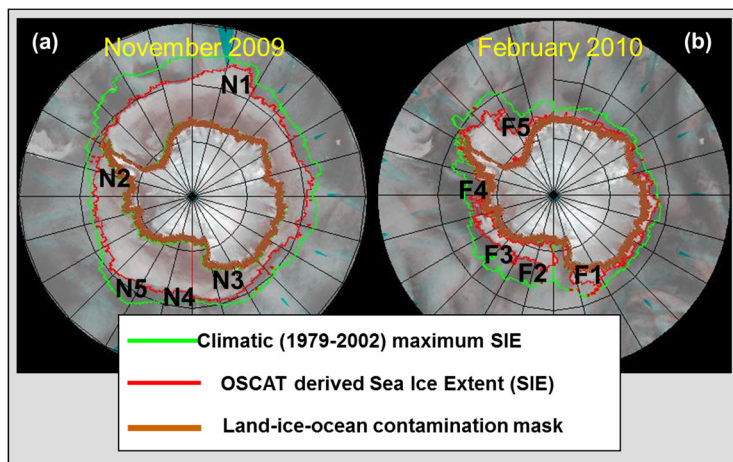 (a)
November 2009
N1
N2
N3
N4
N5
February 2010
(b)
F5
F4
F3
F2
F1
Climatic (1979-2002) maximum SIE
OSCAT derived Sea Ice Extent (SIE)
Land-ice-ocean contamination mask